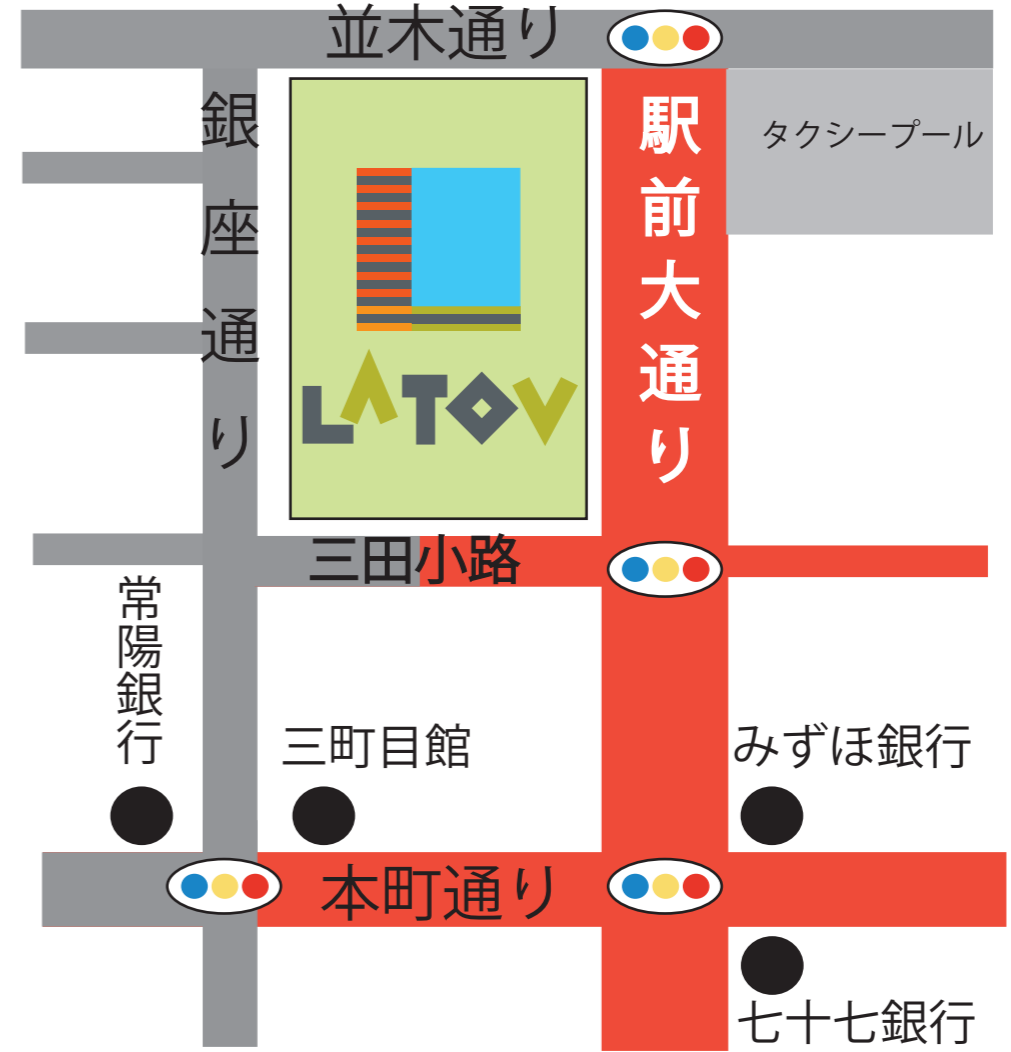 並木通り
銀座通り
駅前大通り
タクシープール
LATOV
三田小路
常陽銀行
三町目館
みずほ銀行
本町通り
七十七銀行